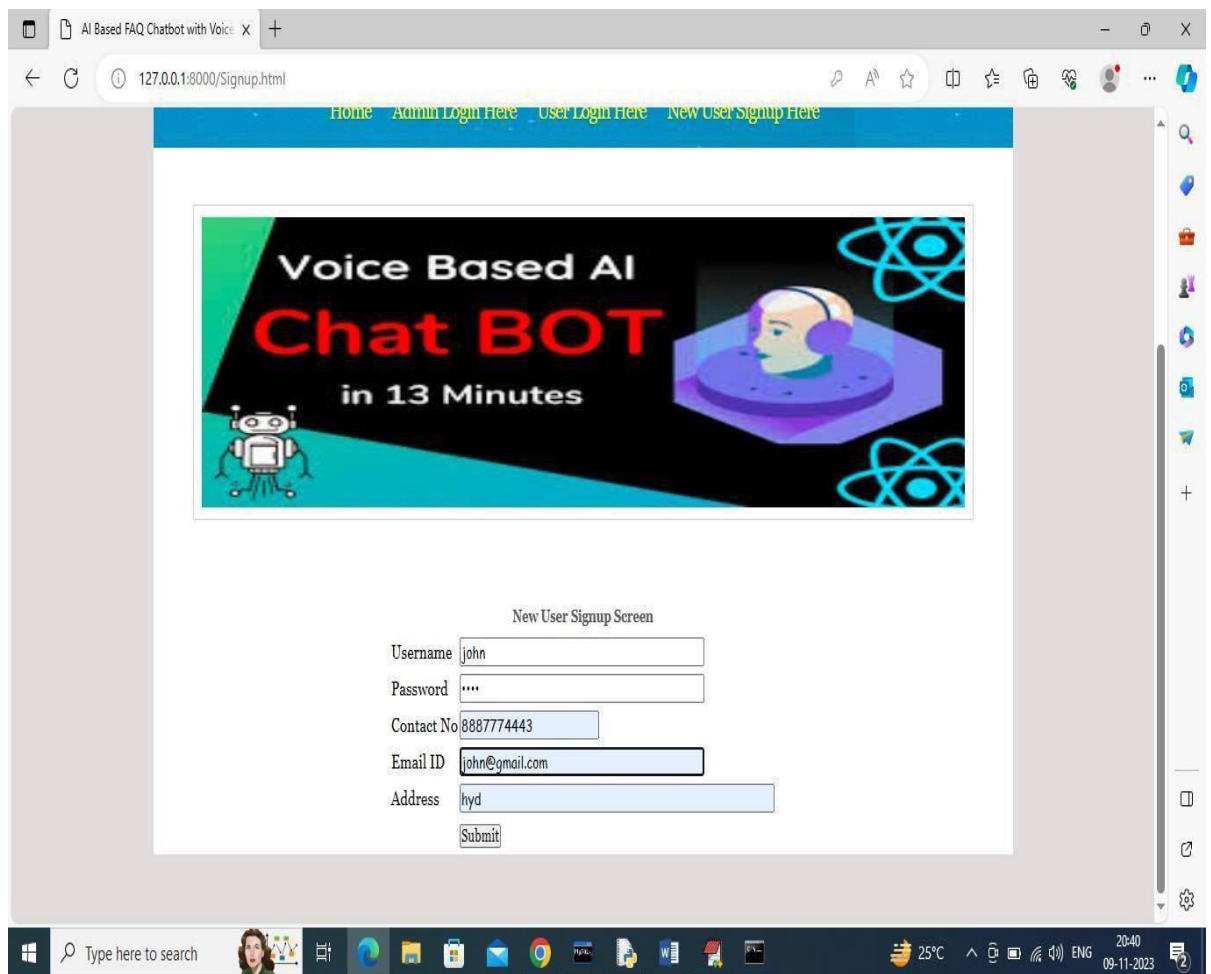 AI Based FAQ Chatbot with Voice
127.0.0.1:8000/Signup.html
Home Admin Login Here User Login Here New User Signup Here
Voice Based AI
Chat BOT
in 13 Minutes
New User Signup Screen
Username john
Password ••••
Contact No 8887774443
Email ID john@gmail.com
Address hyd
Submit
Type here to search
25°C ENG 20:40
09-11-2023
2